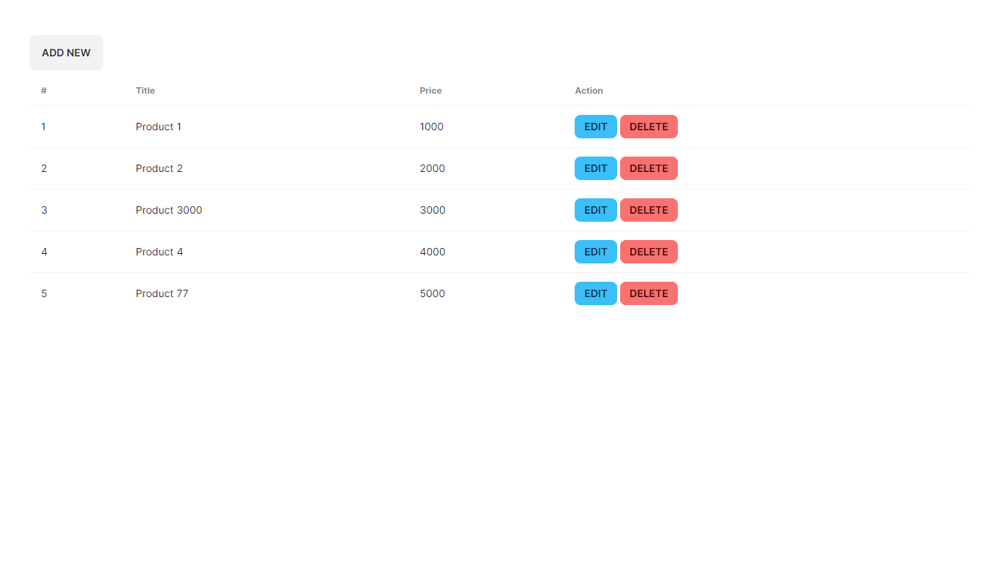 ADD NEW
# Title Price Action
1 Product 1 1000 EDIT DELETE
2 Product 2 2000 EDIT DELETE
3 Product 3000 3000 EDIT DELETE
4 Product 4 4000 EDIT DELETE
5 Product 77 5000 EDIT DELETE